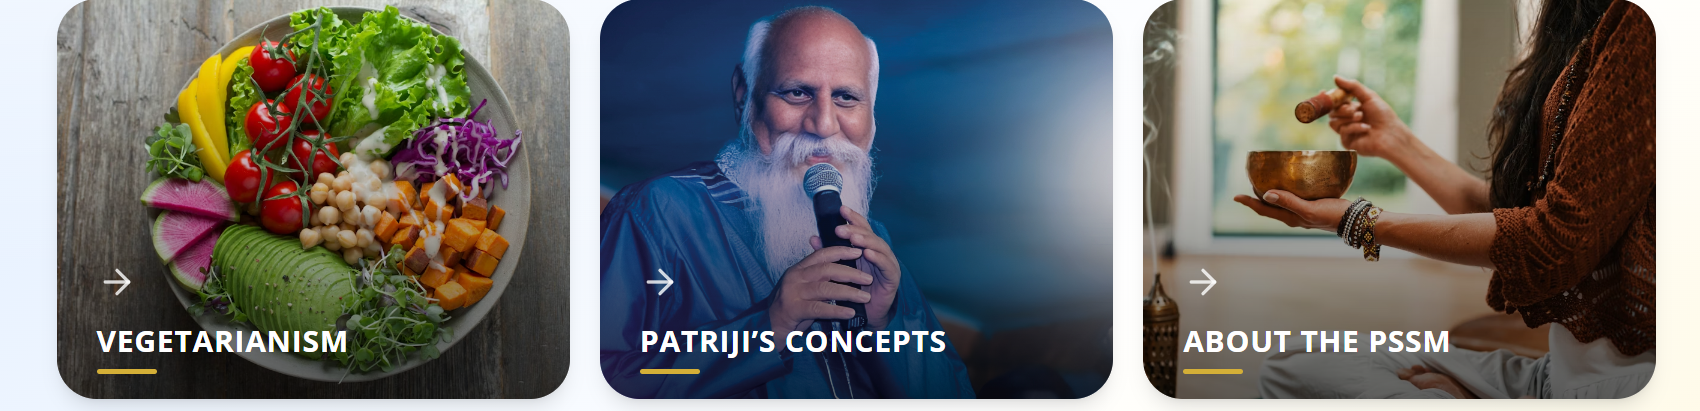 VEGETARIANISM
PATRIJI’S CONCEPTS
ABOUT THE PSSM